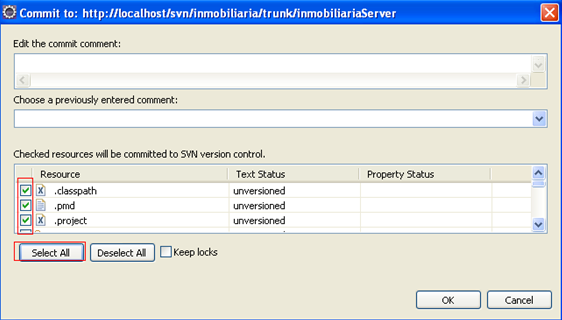 Commit to: http://localhost/svn/inmobiliaria/trunk/inmobiliariaServer
Edit the commit comment:
Choose a previously entered comment:
Checked resources will be committed to SVN version control.
Resource Text Status Property Status
.classpath unversioned
.pmd unversioned
.project unversioned
Select All Deselect All Keep locks
OK Cancel